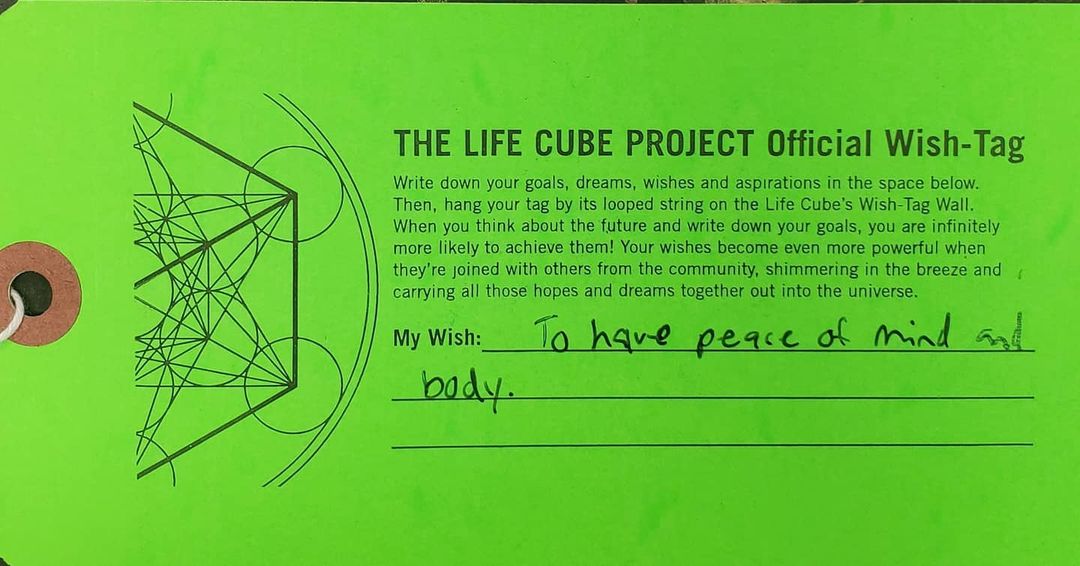 THE LIFE CUBE PROJECT Official Wish-Tag
Write down your goals, dreams, wishes and aspirations in the space below.
Then, hang your tag by its looped string on the Life Cube's Wish-Tag Wall.
When you think about the future and write down your goals, you are infinitely
more likely to achieve them! Your wishes become even more powerful when
they're joined with others from the community, shimmering in the breeze and
carrying all those hopes and dreams together out into the universe.
My Wish: To have peace of mind and
body.